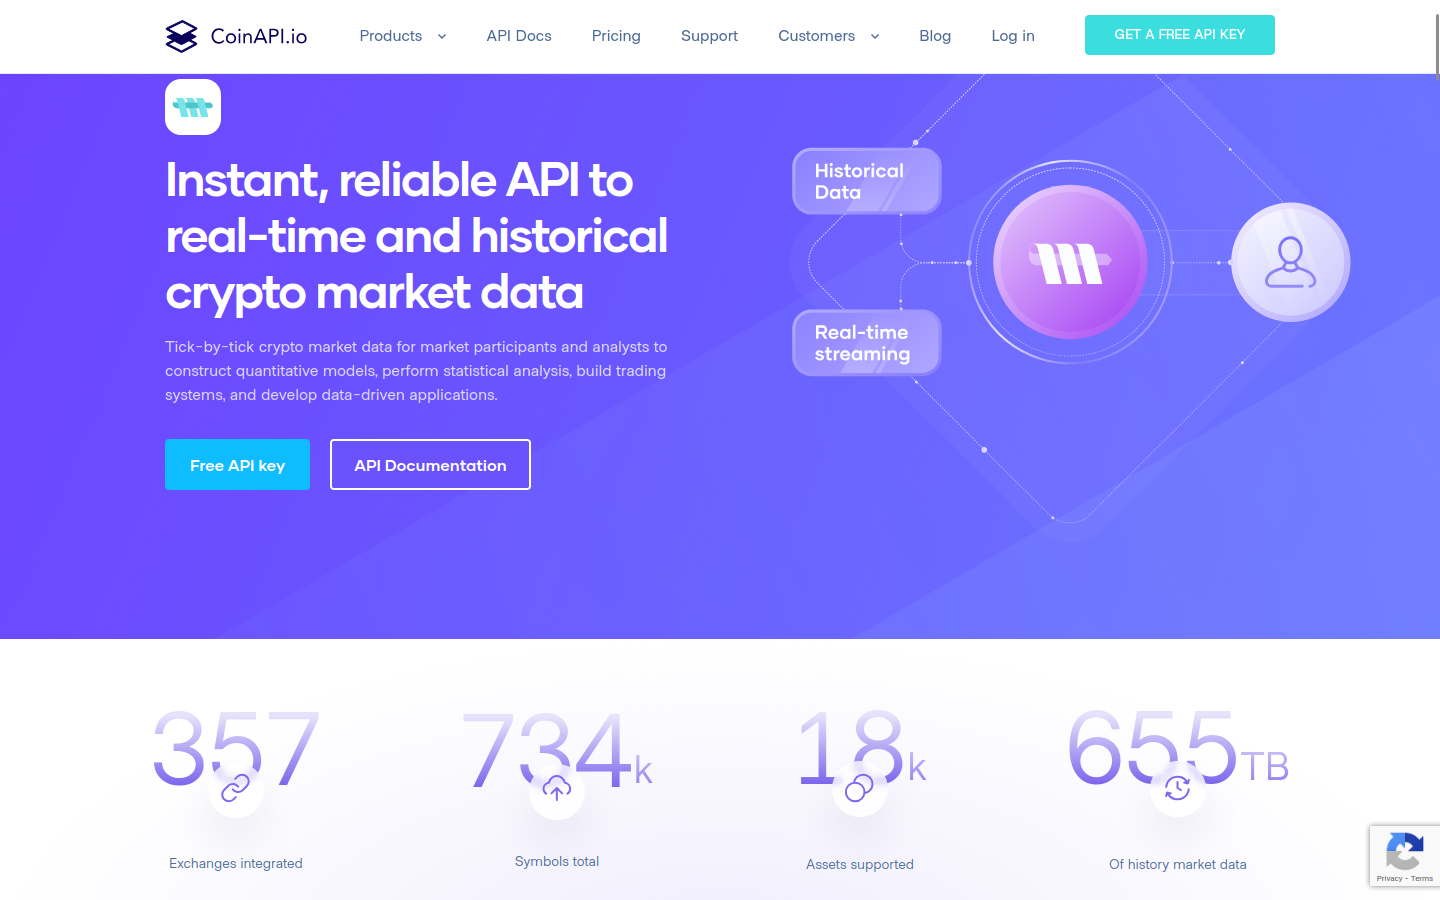 CoinAPI.io
Products
API Docs
Pricing
Support
Customers
Blog
Log in
GET A FREE API KEY
Instant, reliable API to
real-time and historical
crypto market data
Tick-by-tick crypto market data for market participants and analysts to
construct quantitative models, perform statistical analysis, build trading
systems, and develop data-driven applications.
Free API key
API Documentation
Historical
Data
Real-time
streaming
357
Exchanges integrated
734k
Symbols total
18k
Assets supported
655TB
Of history market data
Privacy - Terms